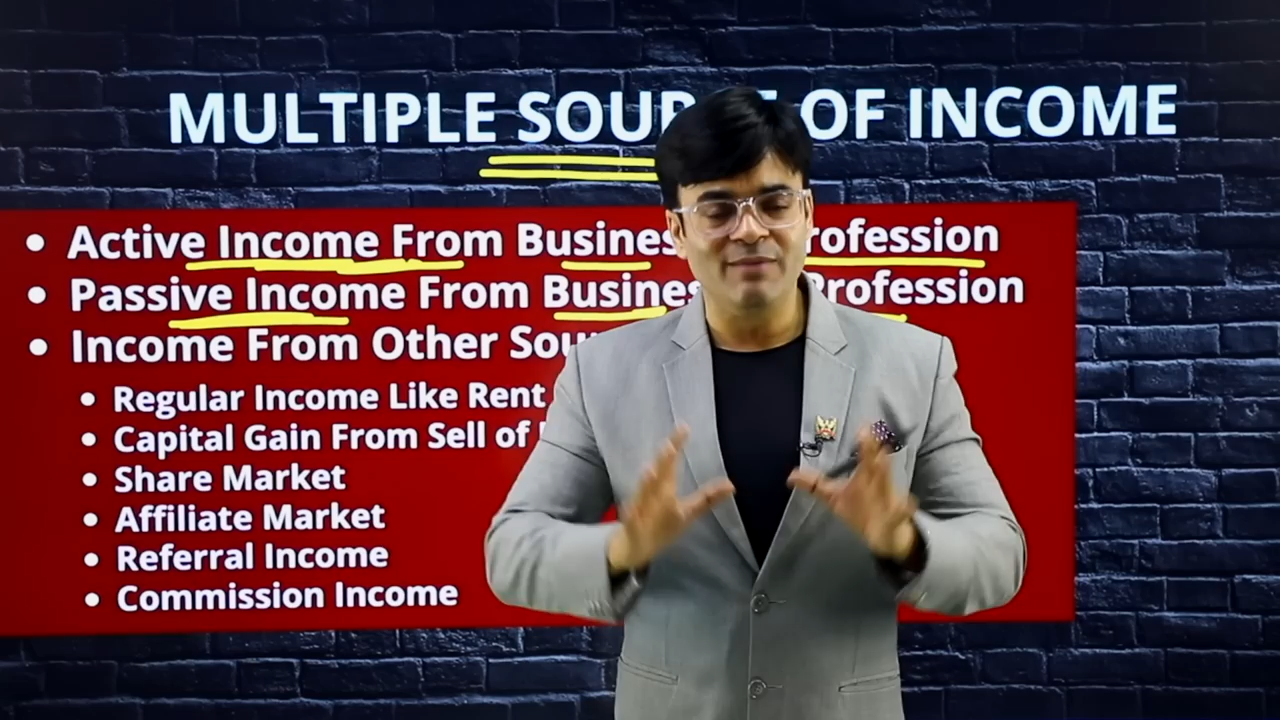 MULTIPLE OF INCOME
• Active Income From
• Passive Income From
• Income From Other
• Regular Income Like Rent
• Capital Gain From Sell of
• Share Market
• Affiliate Market
• Referral Income
• Commission Income